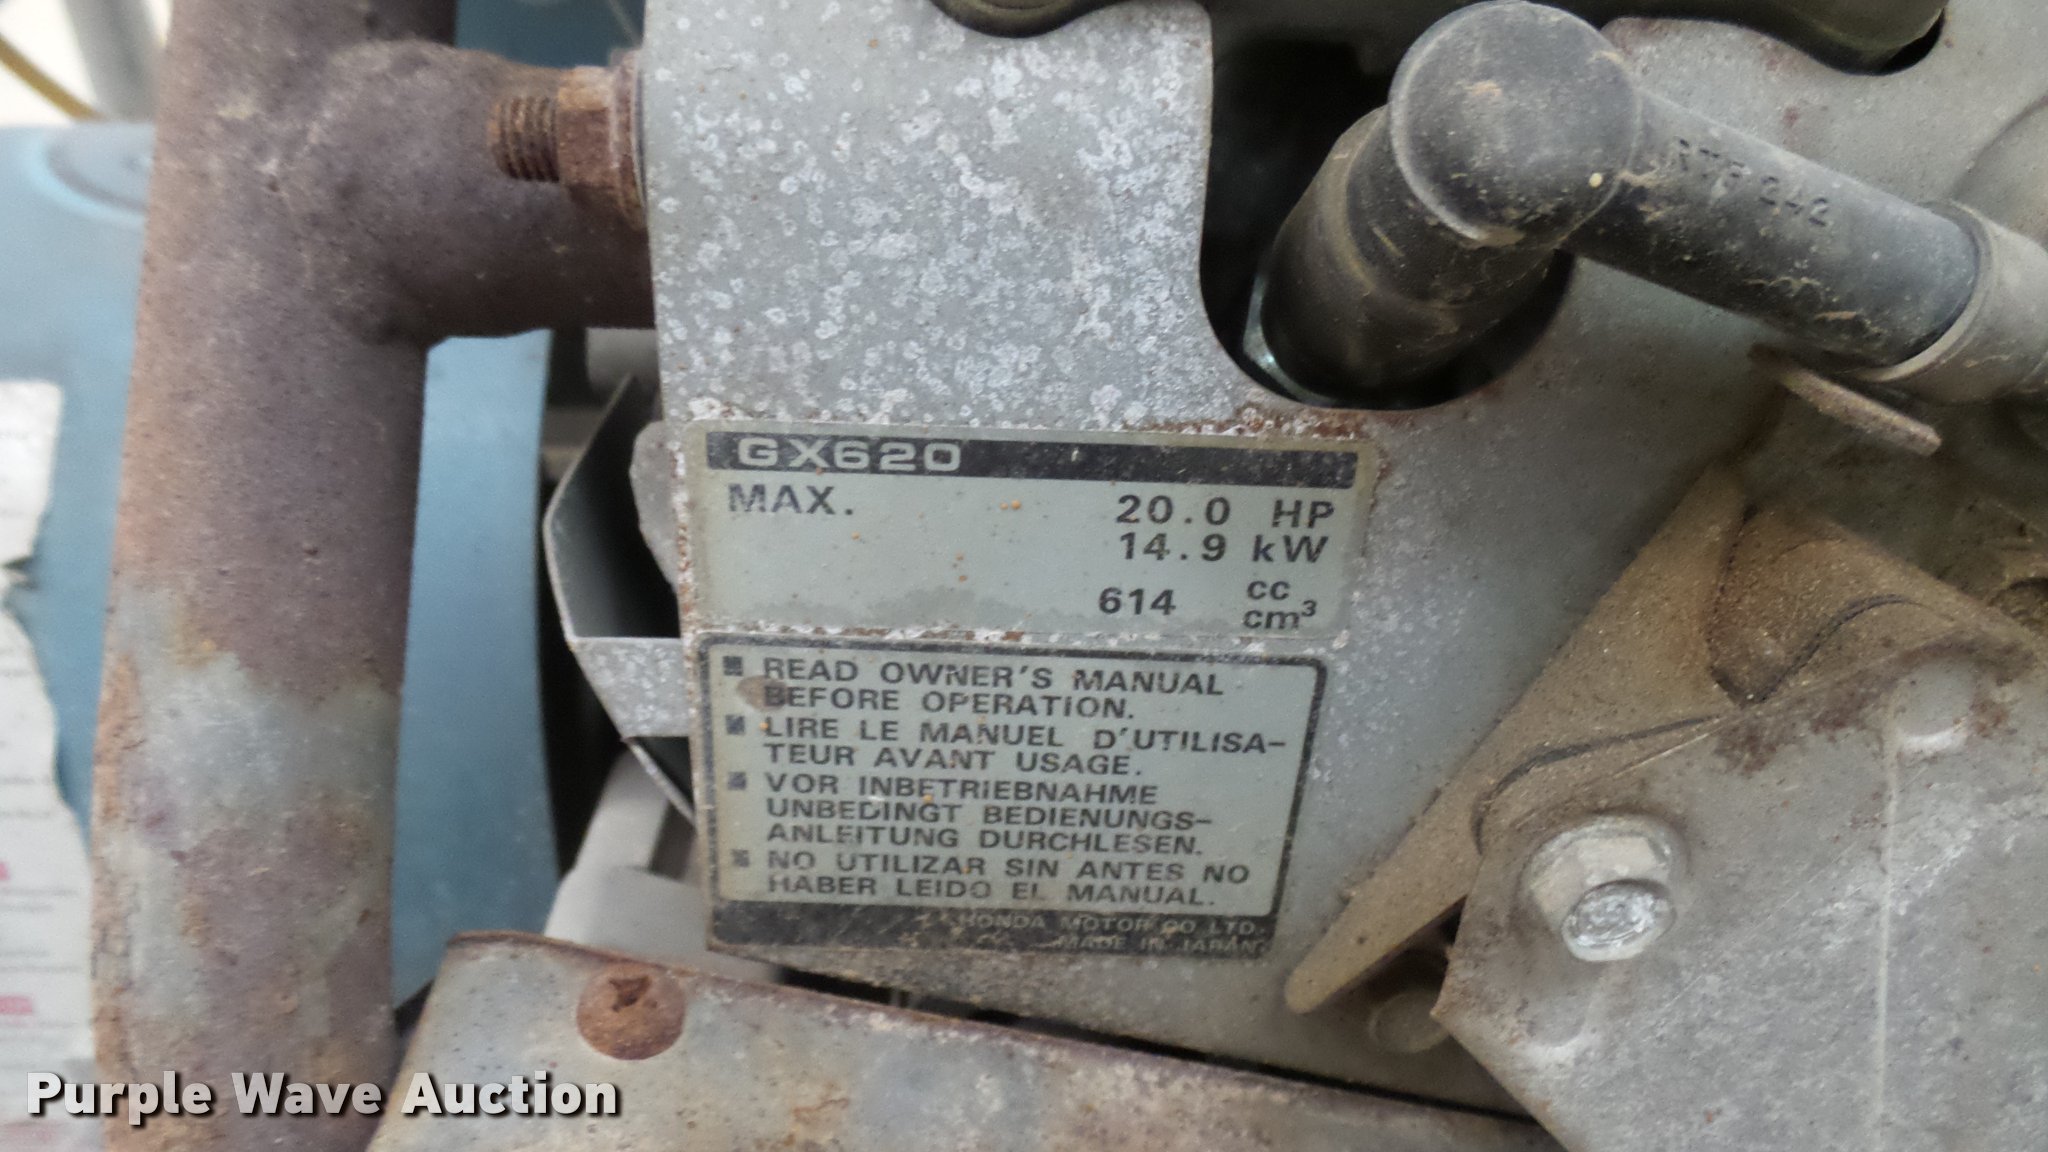 RTF 242
GX620
MAX. 20.0 HP
14.9 kW
614 cc
cm³
READ OWNER'S MANUAL
BEFORE OPERATION.
LIRE LE MANUEL D'UTILISA-
TEUR AVANT USAGE.
VOR INBETRIEBNAHME
UNBEDINGT BEDIENUNGS-
ANLEITUNG DURCHLESEN.
NO UTILIZAR SIN ANTES NO
HABER LEIDO EL MANUAL.
HONDA MOTOR CO LTD.
MADE IN JAPAN
Purple Wave Auction